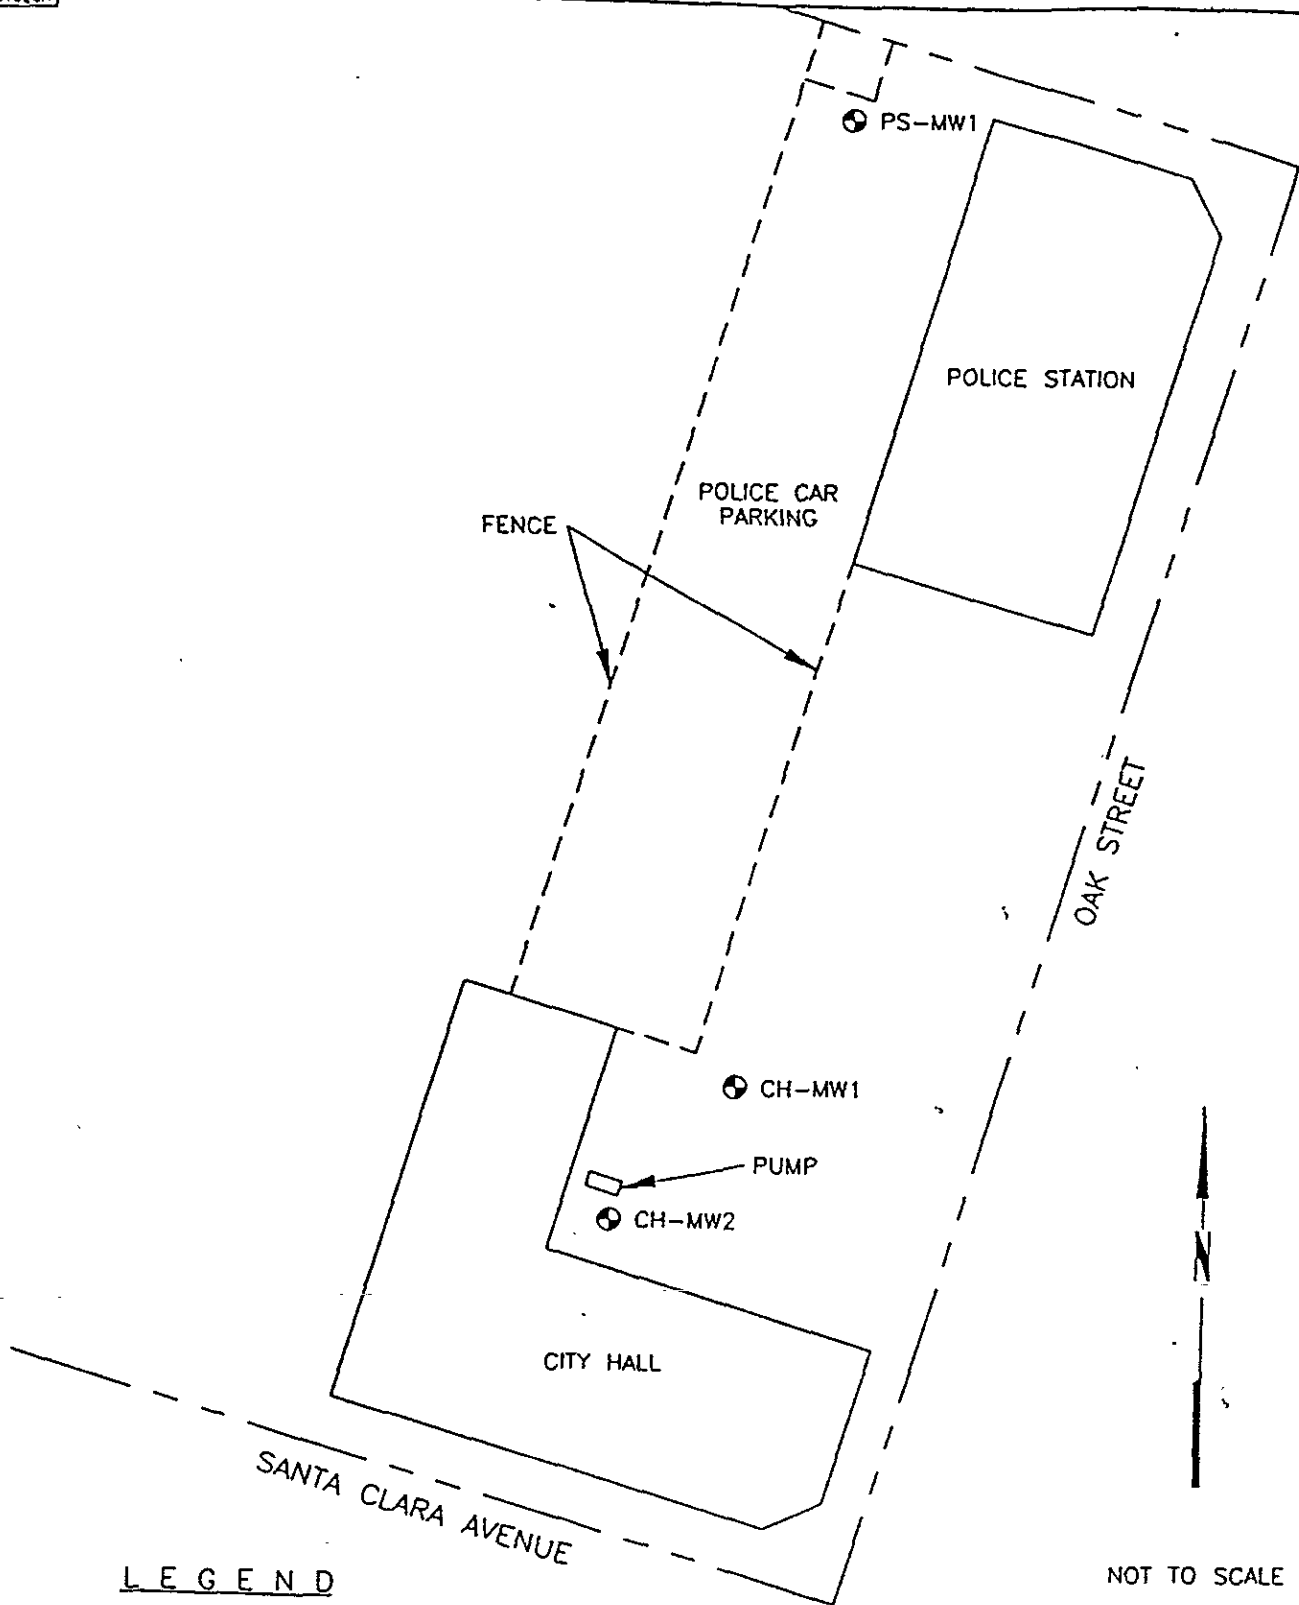 PS-MW1
POLICE STATION
POLICE CAR
PARKING
FENCE
OAK STREET
CH-MW1
PUMP
CH-MW2
N
CITY HALL
SANTA CLARA AVENUE
LEGEND
NOT TO SCALE